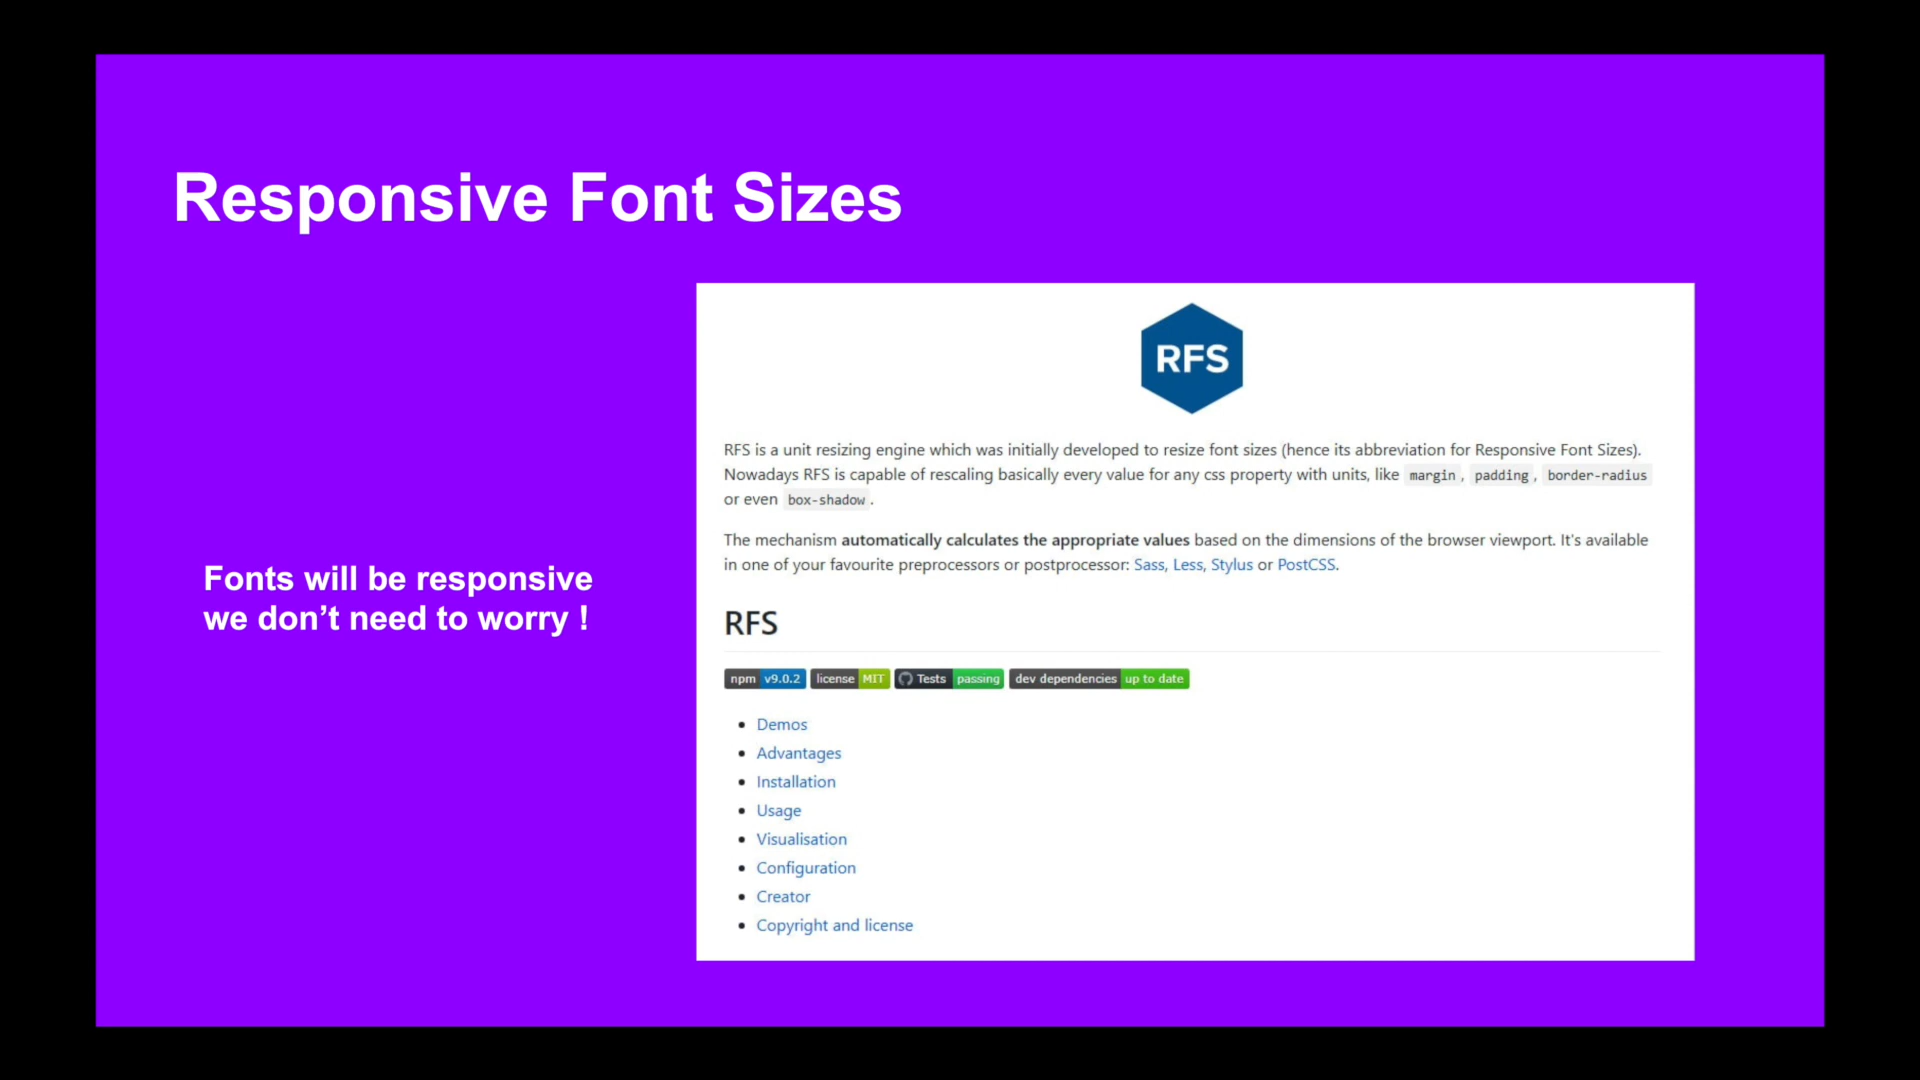 Responsive Font Sizes
Fonts will be responsive
we don’t need to worry !
RFS
RFS is a unit resizing engine which was initially developed to resize font sizes (hence its abbreviation for Responsive Font Sizes).
Nowadays RFS is capable of rescaling basically every value for any css property with units, like margin , padding , border-radius
or even box-shadow .
The mechanism automatically calculates the appropriate values based on the dimensions of the browser viewport. It's available
in one of your favourite preprocessors or postprocessor: Sass, Less, Stylus or PostCSS.
RFS
npm v9.0.2 license MIT Tests passing dev dependencies up to date
Demos
Advantages
Installation
Usage
Visualisation
Configuration
Creator
Copyright and license